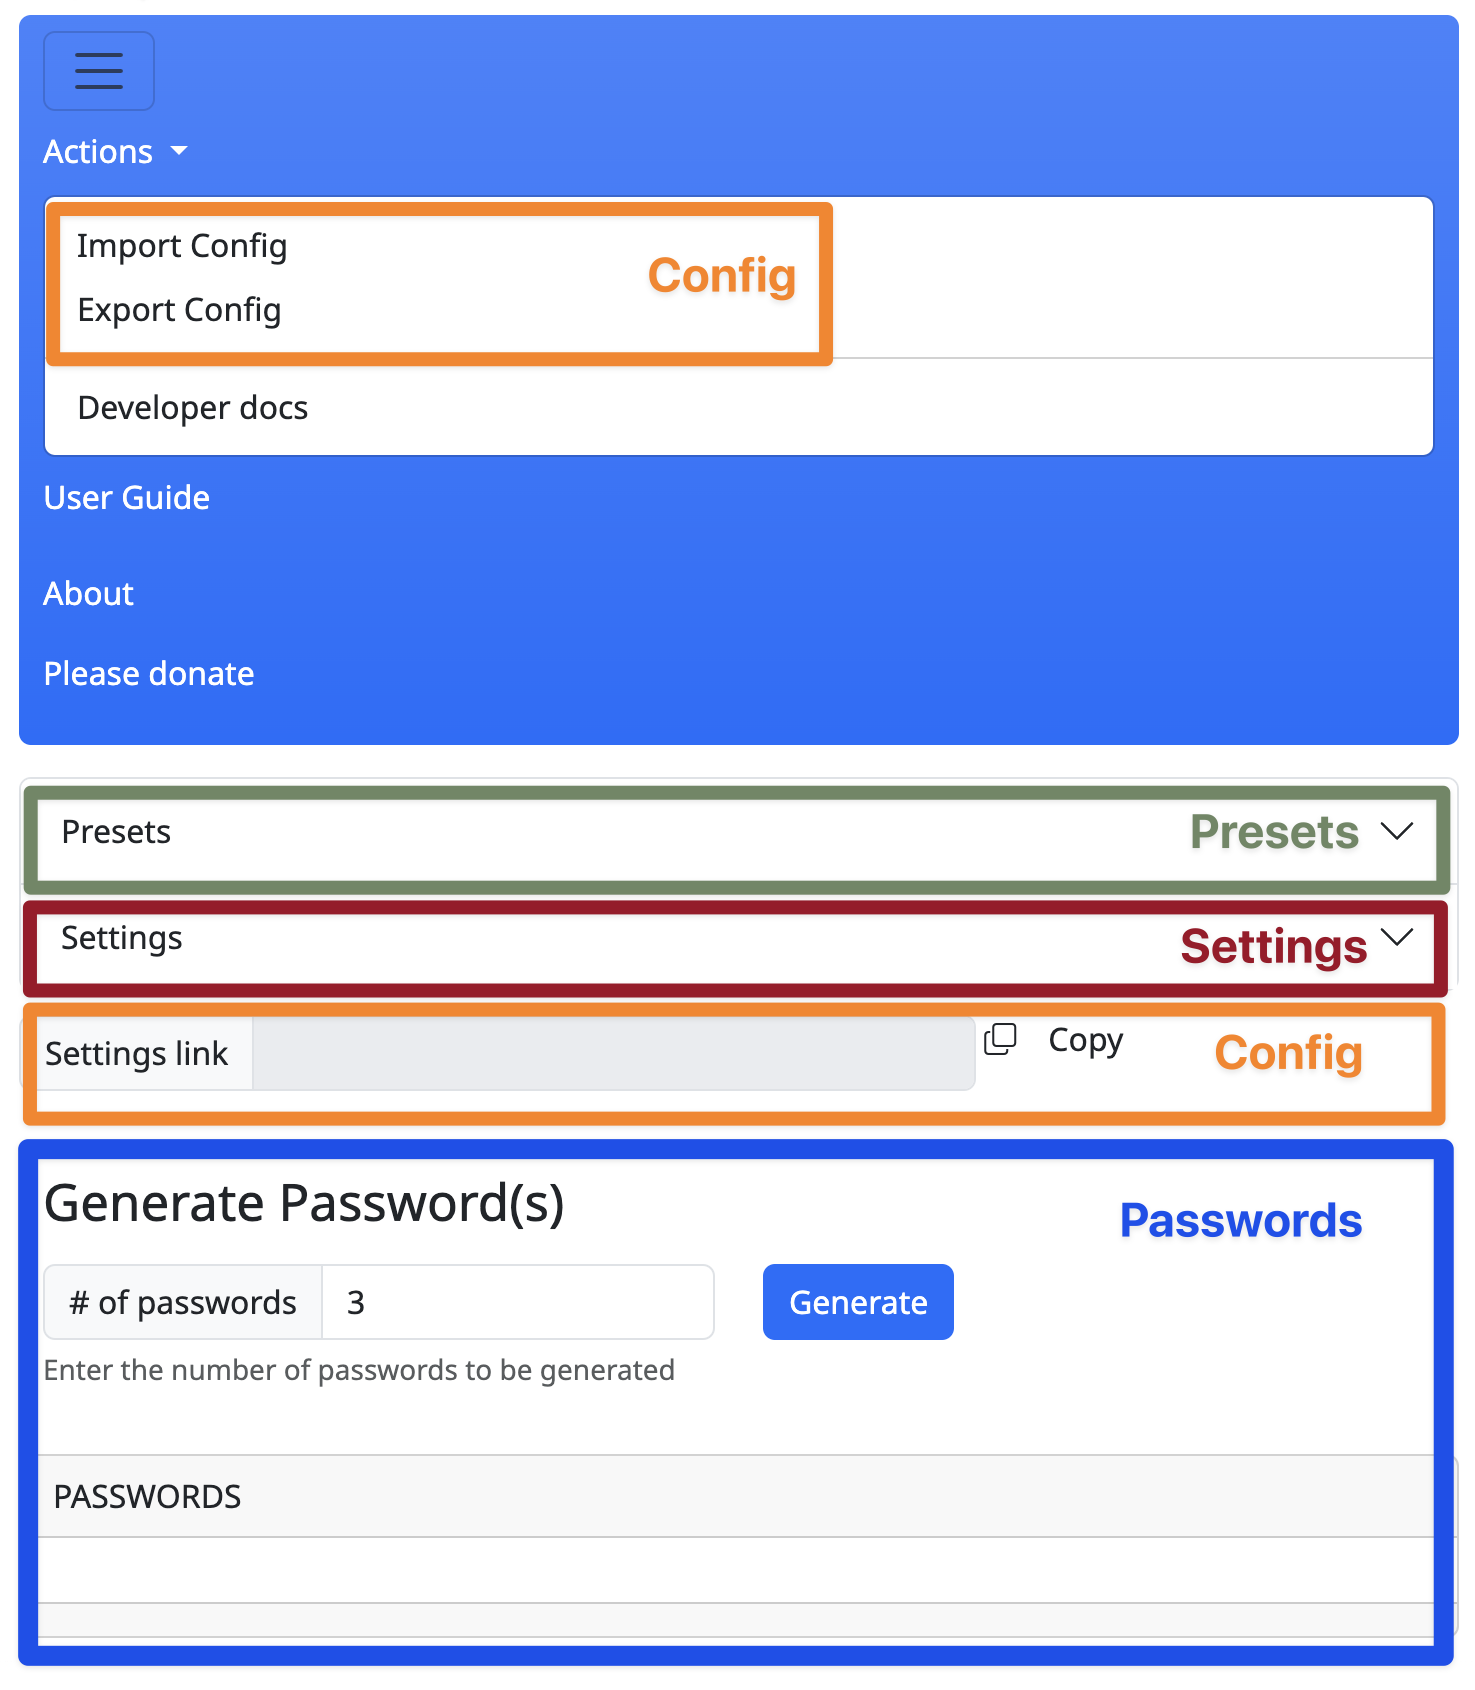 Actions
Import Config
Config
Export Config
Developer docs
User Guide
About
Please donate
Presets Presets
Settings Settings
Settings link Copy Config
Generate Password(s)
Passwords
# of passwords 3 Generate
Enter the number of passwords to be generated
PASSWORDS